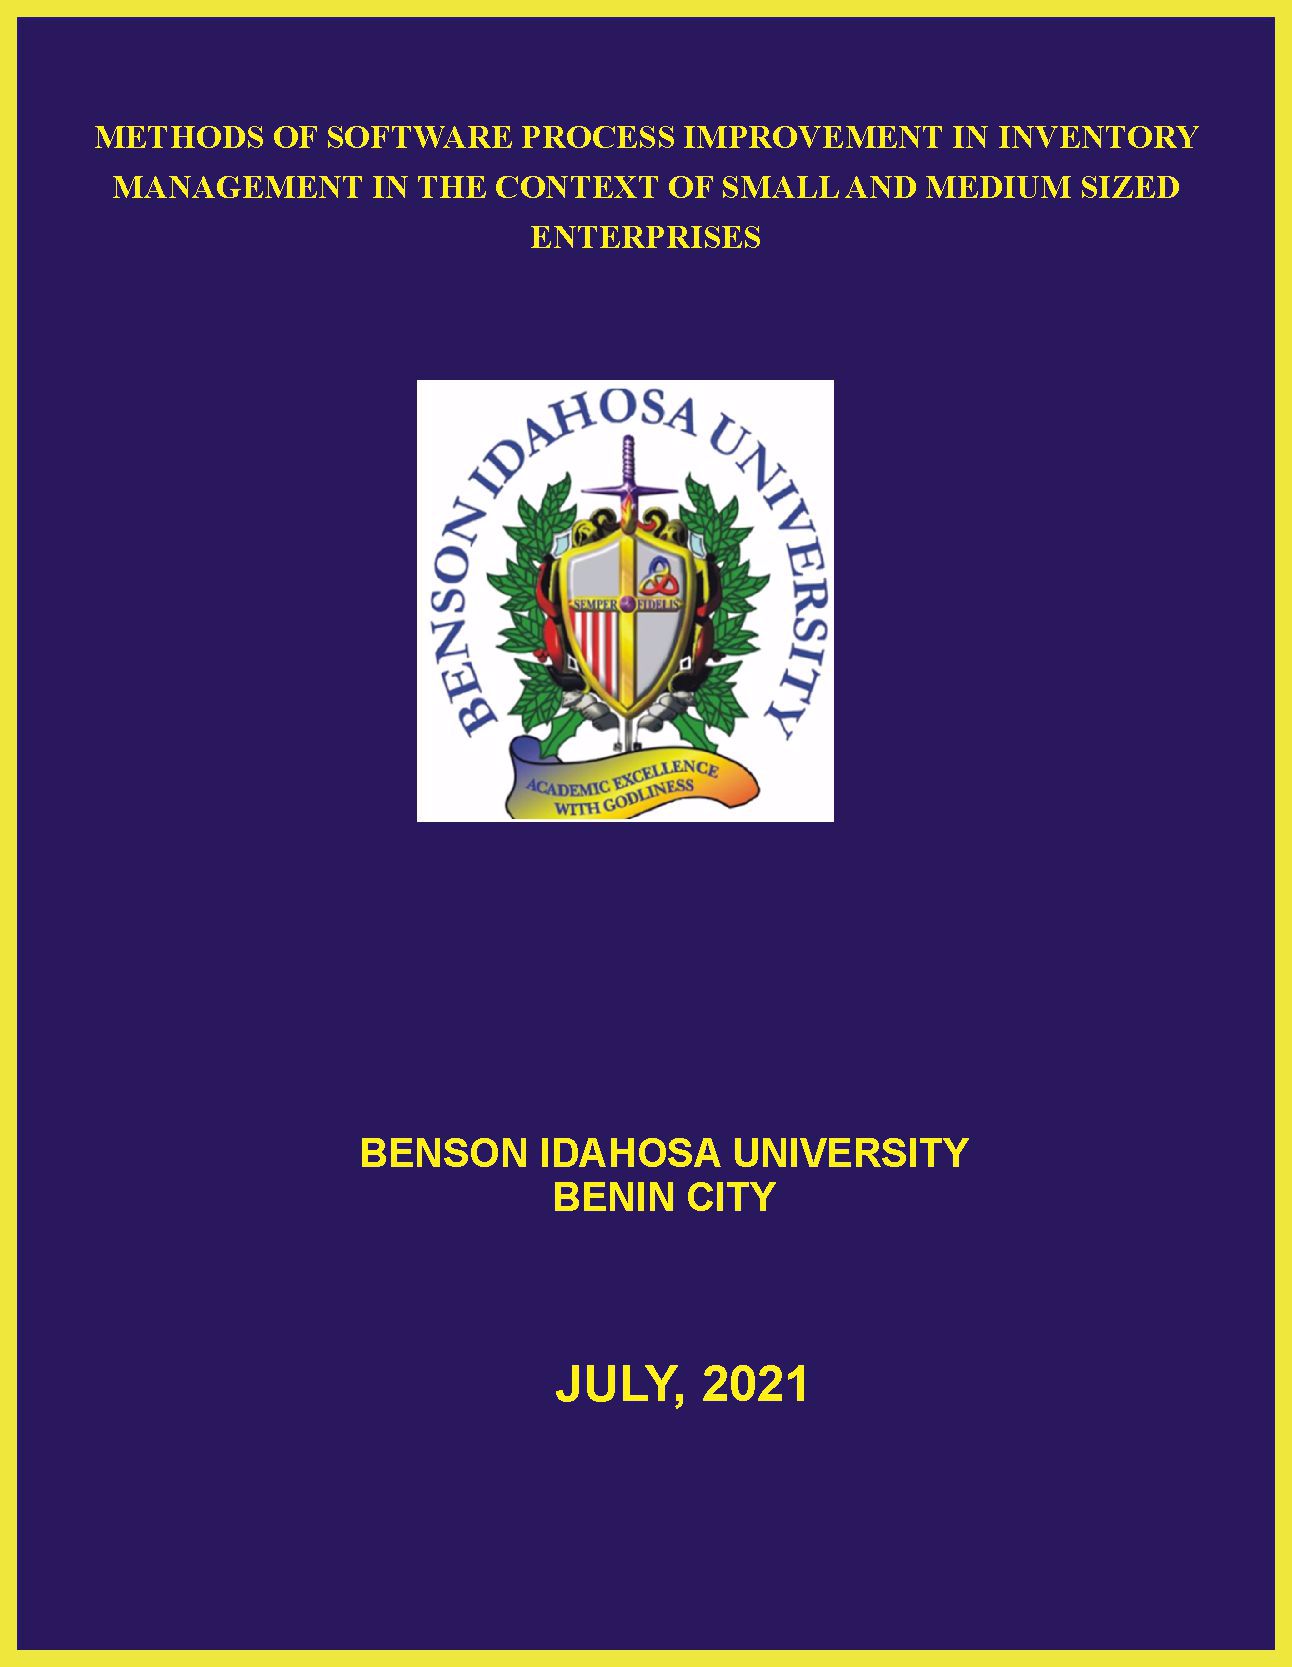 METHODS OF SOFTWARE PROCESS IMPROVEMENT IN INVENTORY
MANAGEMENT IN THE CONTEXT OF SMALL AND MEDIUM SIZED
ENTERPRISES
BENSON IDAHOSA UNIVERSITY
SEMPER FIDELIS
ACADEMIC EXCELLENCE
WITH GODLINESS
BENSON IDAHOSA UNIVERSITY
BENIN CITY
JULY, 2021